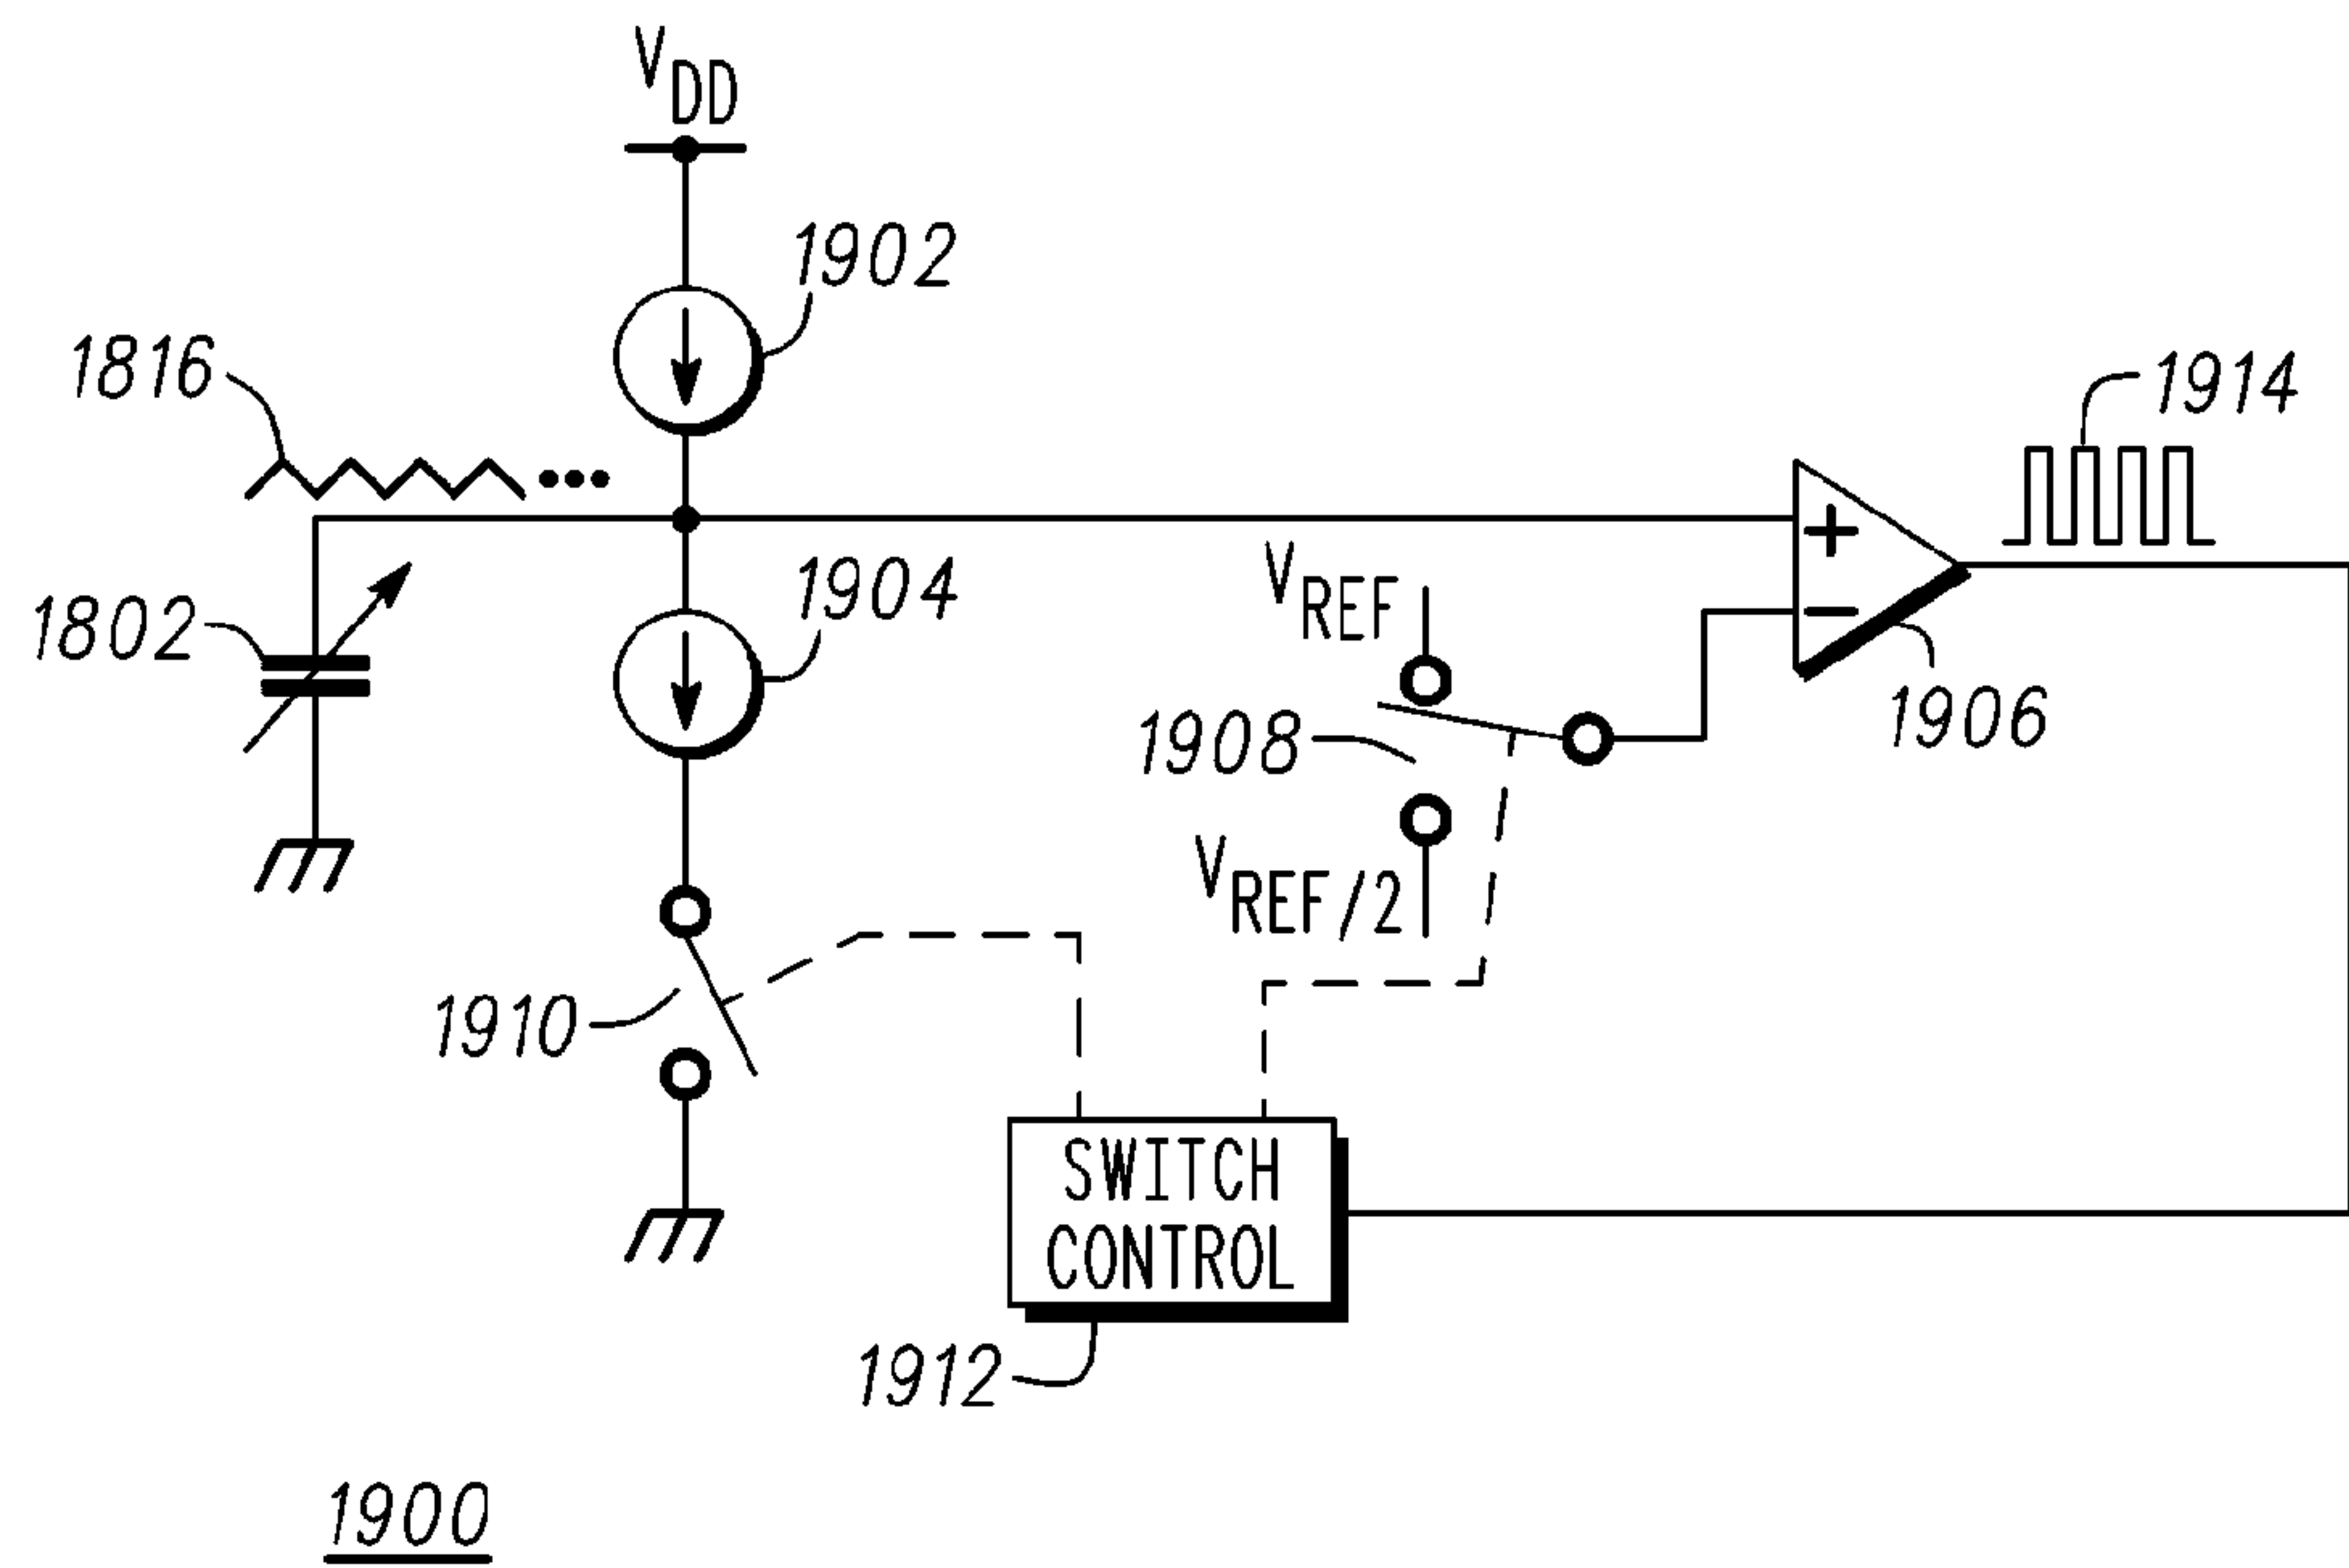 VDD
1902
1816
1914
+
VREF
1904
1802
−
1906
1908
VREF/2
1910
SWITCH
CONTROL
1912
1900